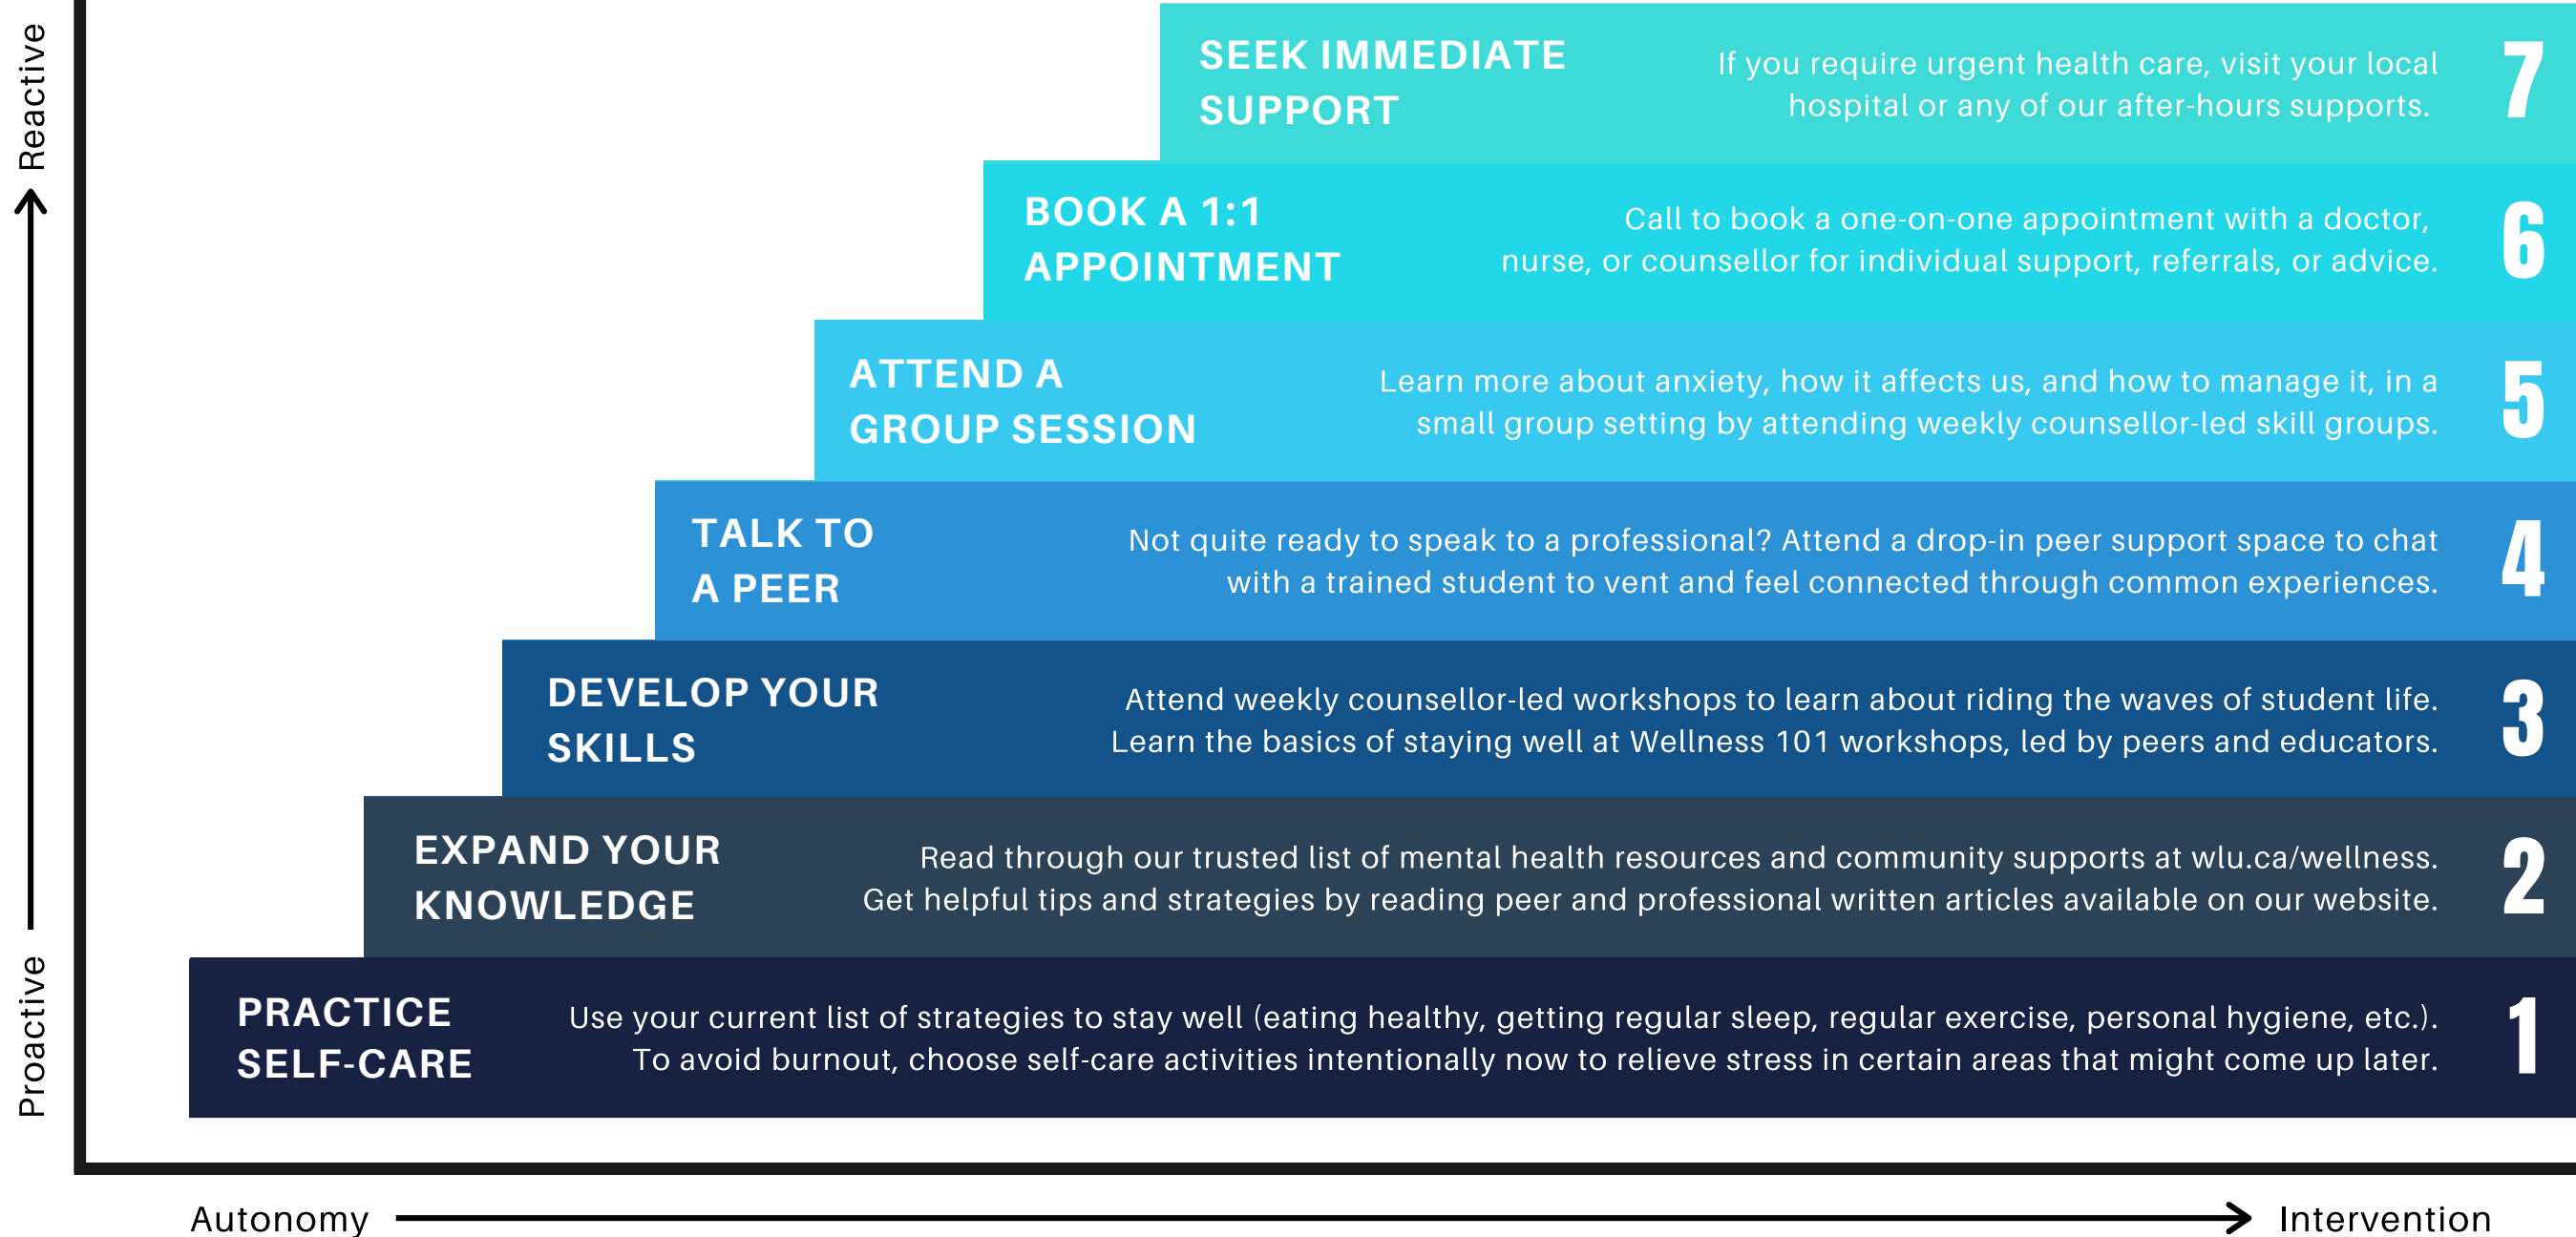 Reactive
SEEK IMMEDIATE
SUPPORT
If you require urgent health care, visit your local
hospital or any of our after-hours supports.
7
BOOK A 1:1
APPOINTMENT
Call to book a one-on-one appointment with a doctor,
nurse, or counsellor for individual support, referrals, or advice.
6
ATTEND A
GROUP SESSION
Learn more about anxiety, how it affects us, and how to manage it, in a
small group setting by attending weekly counsellor-led skill groups.
5
TALK TO
A PEER
Not quite ready to speak to a professional? Attend a drop-in peer support space to chat
with a trained student to vent and feel connected through common experiences.
4
DEVELOP YOUR
SKILLS
Attend weekly counsellor-led workshops to learn about riding the waves of student life.
Learn the basics of staying well at Wellness 101 workshops, led by peers and educators.
3
EXPAND YOUR
KNOWLEDGE
Read through our trusted list of mental health resources and community supports at wlu.ca/wellness.
Get helpful tips and strategies by reading peer and professional written articles available on our website.
2
Proactive
PRACTICE
SELF-CARE
Use your current list of strategies to stay well (eating healthy, getting regular sleep, regular exercise, personal hygiene, etc.).
To avoid burnout, choose self-care activities intentionally now to relieve stress in certain areas that might come up later.
1
Autonomy
Intervention